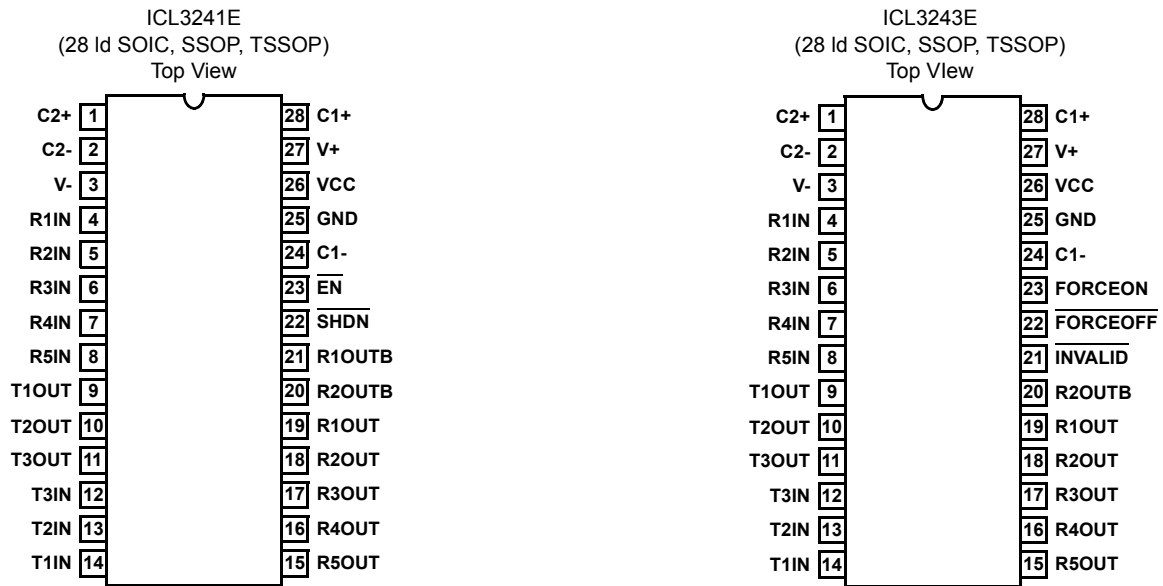 ICL3241E
(28 ld SOIC, SSOP, TSSOP)
Top View
C2+ 1 28 C1+
C2- 2 27 V+
V- 3 26 VCC
R1IN 4 25 GND
R2IN 5 24 C1-
R3IN 6 23 E̅N̅
R4IN 7 22 S̅H̅D̅N̅
R5IN 8 21 R1OUTB
T1OUT 9 20 R2OUTB
T2OUT 10 19 R1OUT
T3OUT 11 18 R2OUT
T3IN 12 17 R3OUT
T2IN 13 16 R4OUT
T1IN 14 15 R5OUT
ICL3243E
(28 ld SOIC, SSOP, TSSOP)
Top VIew
C2+ 1 28 C1+
C2- 2 27 V+
V- 3 26 VCC
R1IN 4 25 GND
R2IN 5 24 C1-
R3IN 6 23 FORCEON
R4IN 7 22 F̅O̅R̅C̅E̅O̅F̅F̅
R5IN 8 21 I̅N̅V̅A̅L̅I̅D̅
T1OUT 9 20 R2OUTB
T2OUT 10 19 R1OUT
T3OUT 11 18 R2OUT
T3IN 12 17 R3OUT
T2IN 13 16 R4OUT
T1IN 14 15 R5OUT